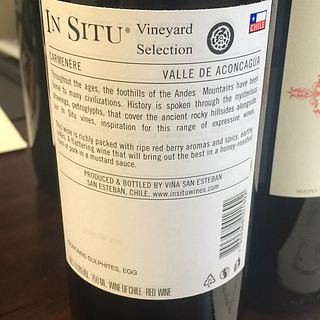 IN SITU® Vineyard
Selection
CHILE
CARMENÈRE
VALLE DE ACONCAGUA
Throughout the ages, the foothills of the Andes Mountains have been
home to many civilizations. History is spoken through the mysterious
drawings, petroglyphs, that cover the ancient rocky hillsides alongside
our In Situ vines, inspiration for this range of expressive wines.
This wine is richly packed with ripe red berry aromas and spicy, earthy
a flattering wine that will bring out the best in a honey-roasted
ham or pork in a mustard sauce.
PRODUCED & BOTTLED BY VIÑA SAN ESTEBAN
SAN ESTEBAN, CHILE, www.insituwines.com
CONTAINS SULPHITES, EGG
750 ML · WINE OF CHILE · RED WINE
MAIPO